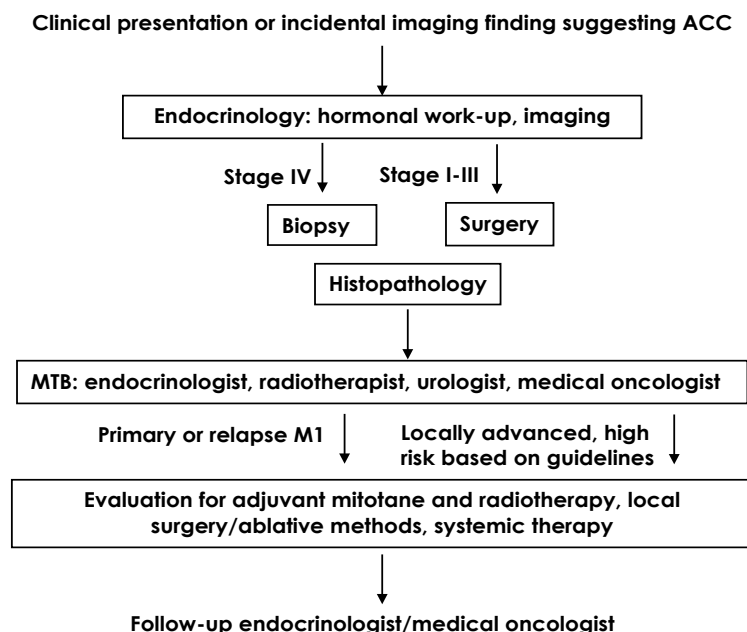 Clinical presentation or incidental imaging finding suggesting ACC
Endocrinology: hormonal work-up, imaging
Stage IV
Stage I-III
Biopsy
Surgery
Histopathology
MTB: endocrinologist, radiotherapist, urologist, medical oncologist
Primary or relapse M1
Locally advanced, high
risk based on guidelines
Evaluation for adjuvant mitotane and radiotherapy, local
surgery/ablative methods, systemic therapy
Follow-up endocrinologist/medical oncologist